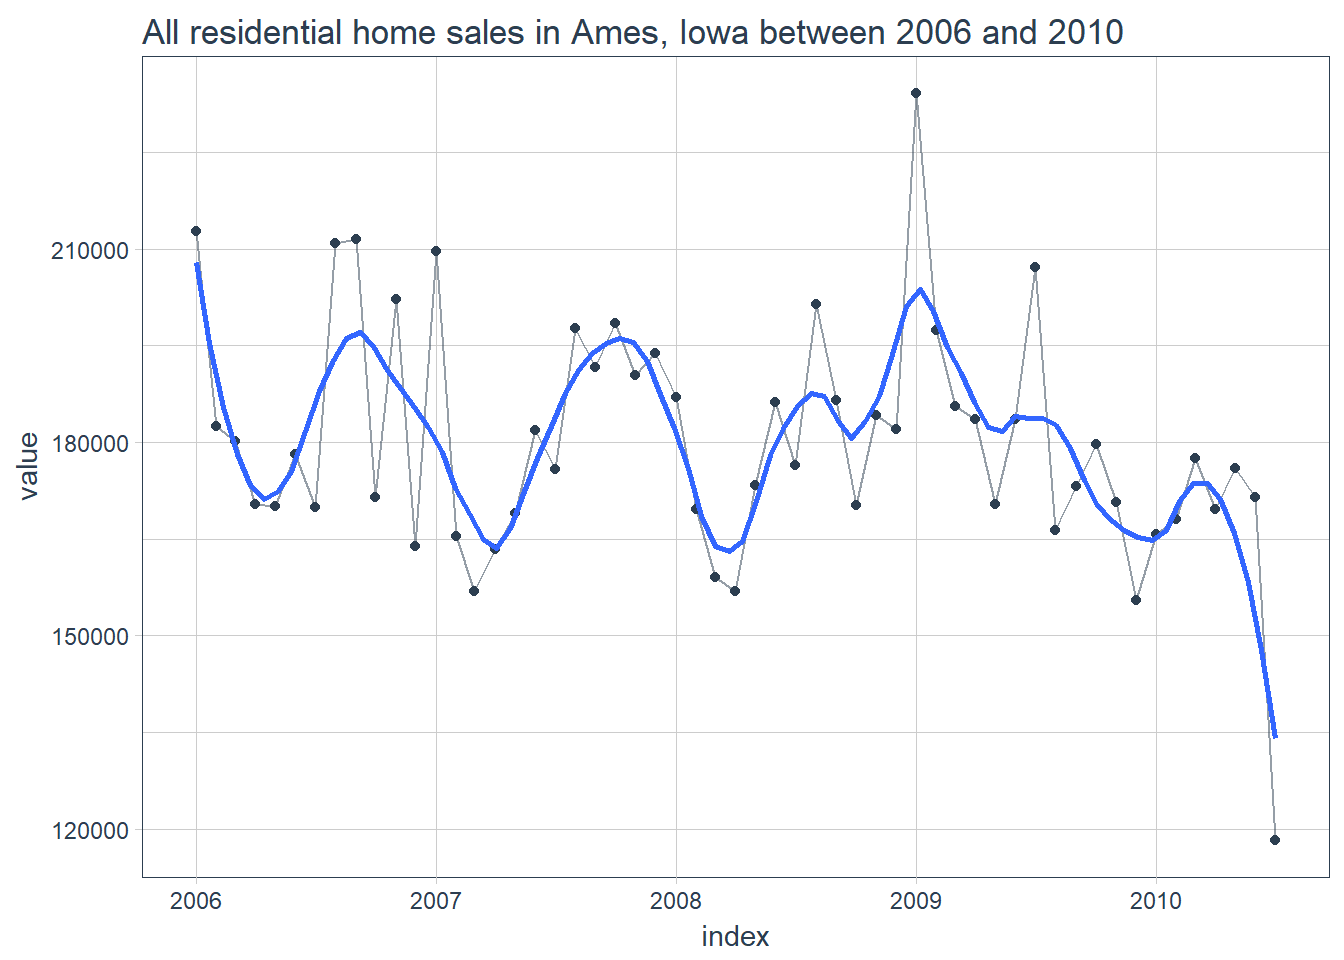 All residential home sales in Ames, Iowa between 2006 and 2010
value
210000
180000
150000
120000
2006 2007 2008 2009 2010
index